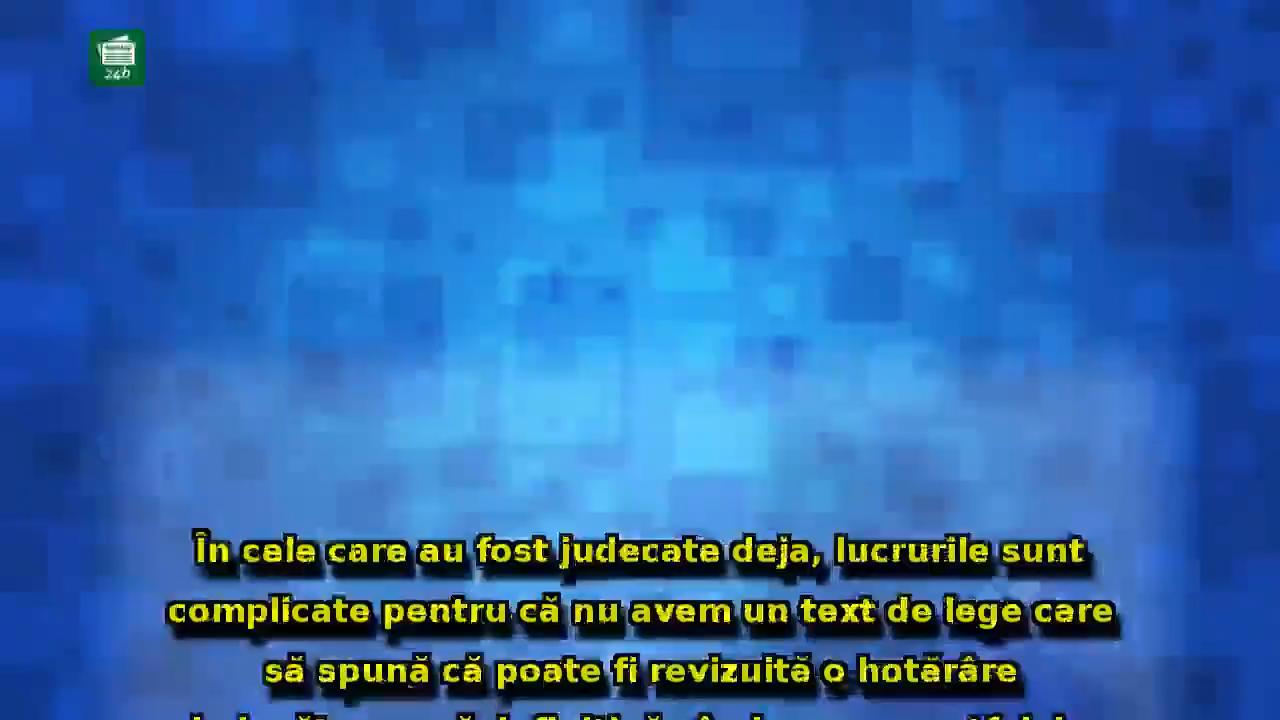 24h
În cele care au fost judecate deja, lucrurile sunt
complicate pentru că nu avem un text de lege care
să spună că poate fi revizuită o hotărâre